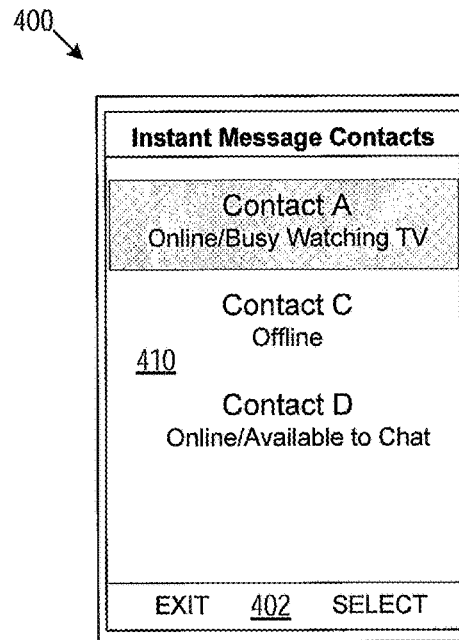 400
Instant Message Contacts
Contact A
Online/Busy Watching TV
Contact C
Offline
410
Contact D
Online/Available to Chat
EXIT 402 SELECT